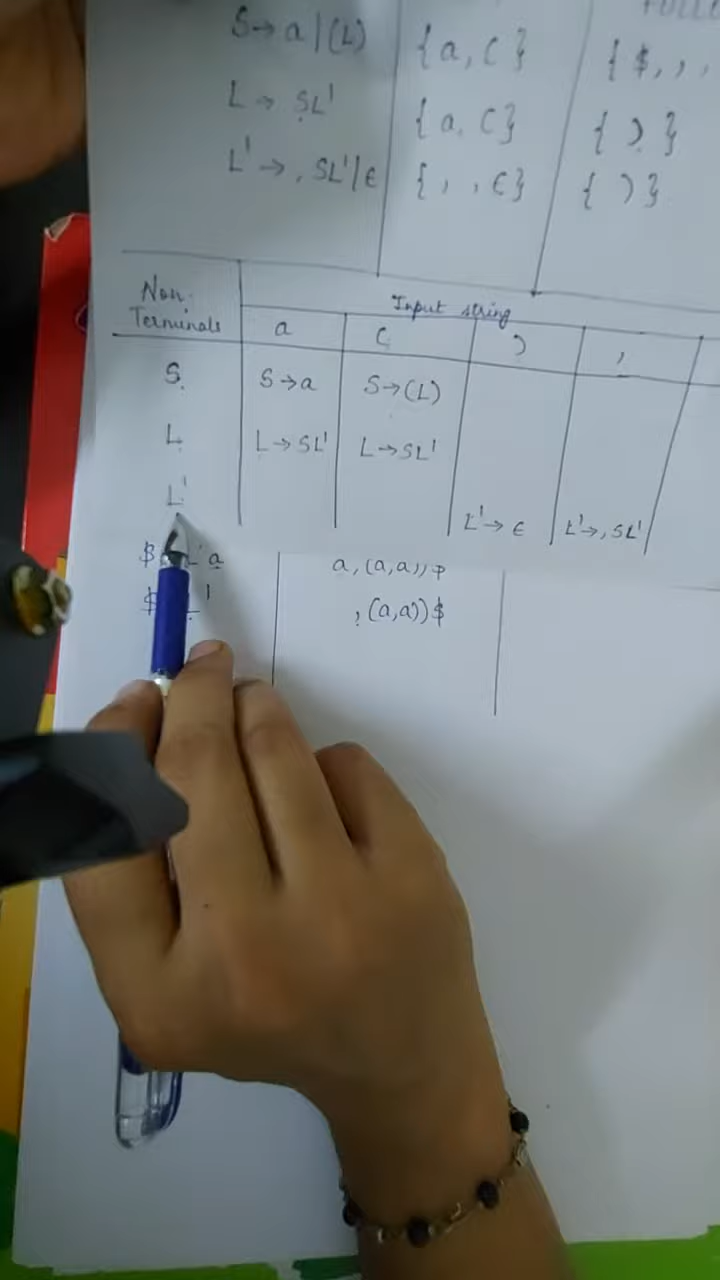 S → a | (L) {a, (} {$, , ,
L → SL' {a, (} { ) }
L' → , SL' | ε { , , ε} { ) }
Non-
Terminals
Input string
a ( ) ,
S S → a S → (L)
L L → SL' L → SL'
L' L' → ε L' → , SL'
$ L' a a, (a, a)) $
$ , (a, a)) $